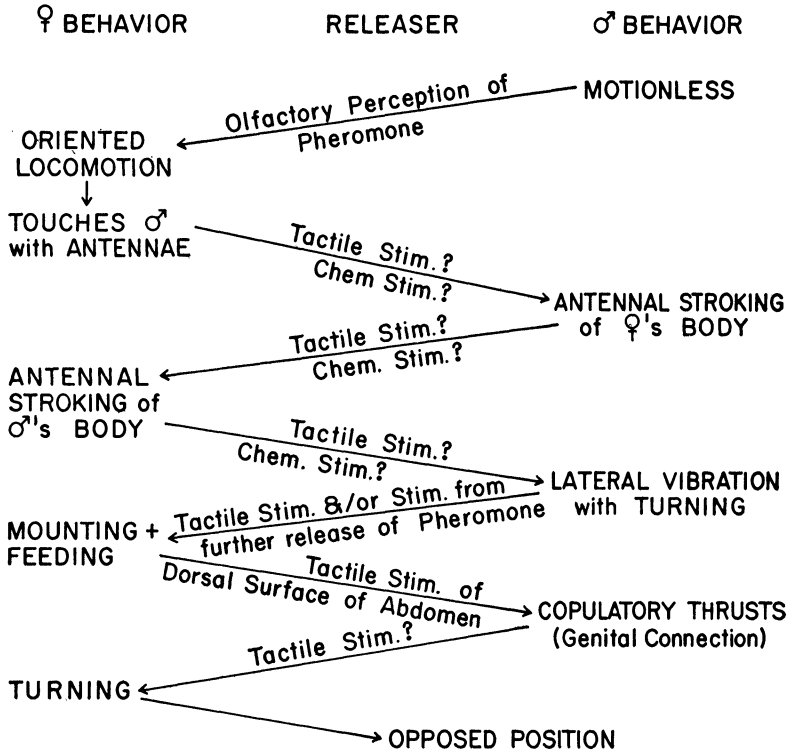 ♀ BEHAVIOR
RELEASER
♂ BEHAVIOR
MOTIONLESS
Olfactory Perception of
Pheromone
ORIENTED
LOCOMOTION
TOUCHES ♂
with ANTENNAE
Tactile Stim.?
Chem Stim.?
ANTENNAL STROKING
of ♀'s BODY
Tactile Stim.?
Chem. Stim.?
ANTENNAL
STROKING of
♂'s BODY
Tactile Stim.?
Chem. Stim.?
LATERAL VIBRATION
with TURNING
Tactile Stim. &/or Stim. from
further release of Pheromone
MOUNTING +
FEEDING
Tactile Stim. of
Dorsal Surface of Abdomen
COPULATORY THRUSTS
(Genital Connection)
Tactile Stim.?
TURNING
OPPOSED POSITION